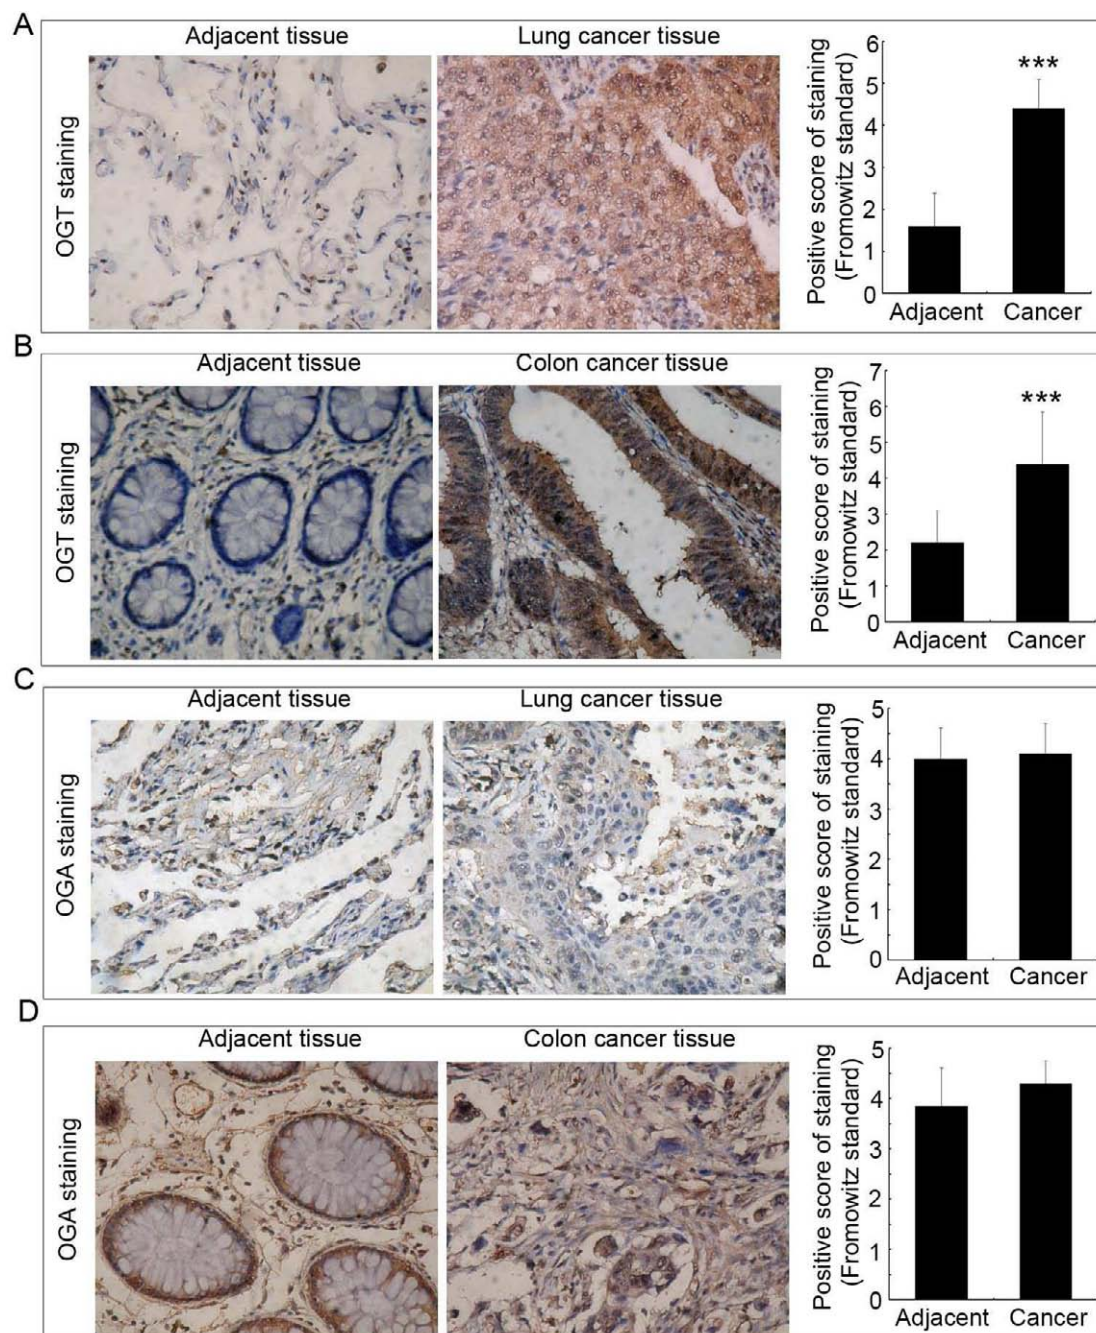 A
Adjacent tissue
Lung cancer tissue
OGT staining
Positive score of staining
(Fromowitz standard)
6
5
4
3
2
1
0
***
Adjacent
Cancer
B
Adjacent tissue
Colon cancer tissue
OGT staining
Positive score of staining
(Fromowitz standard)
7
6
5
4
3
2
1
0
***
Adjacent
Cancer
C
Adjacent tissue
Lung cancer tissue
OGA staining
Positive score of staining
(Fromowitz standard)
5
4
3
2
1
0
Adjacent
Cancer
D
Adjacent tissue
Colon cancer tissue
OGA staining
Positive score of staining
(Fromowitz standard)
5
4
3
2
1
0
Adjacent
Cancer